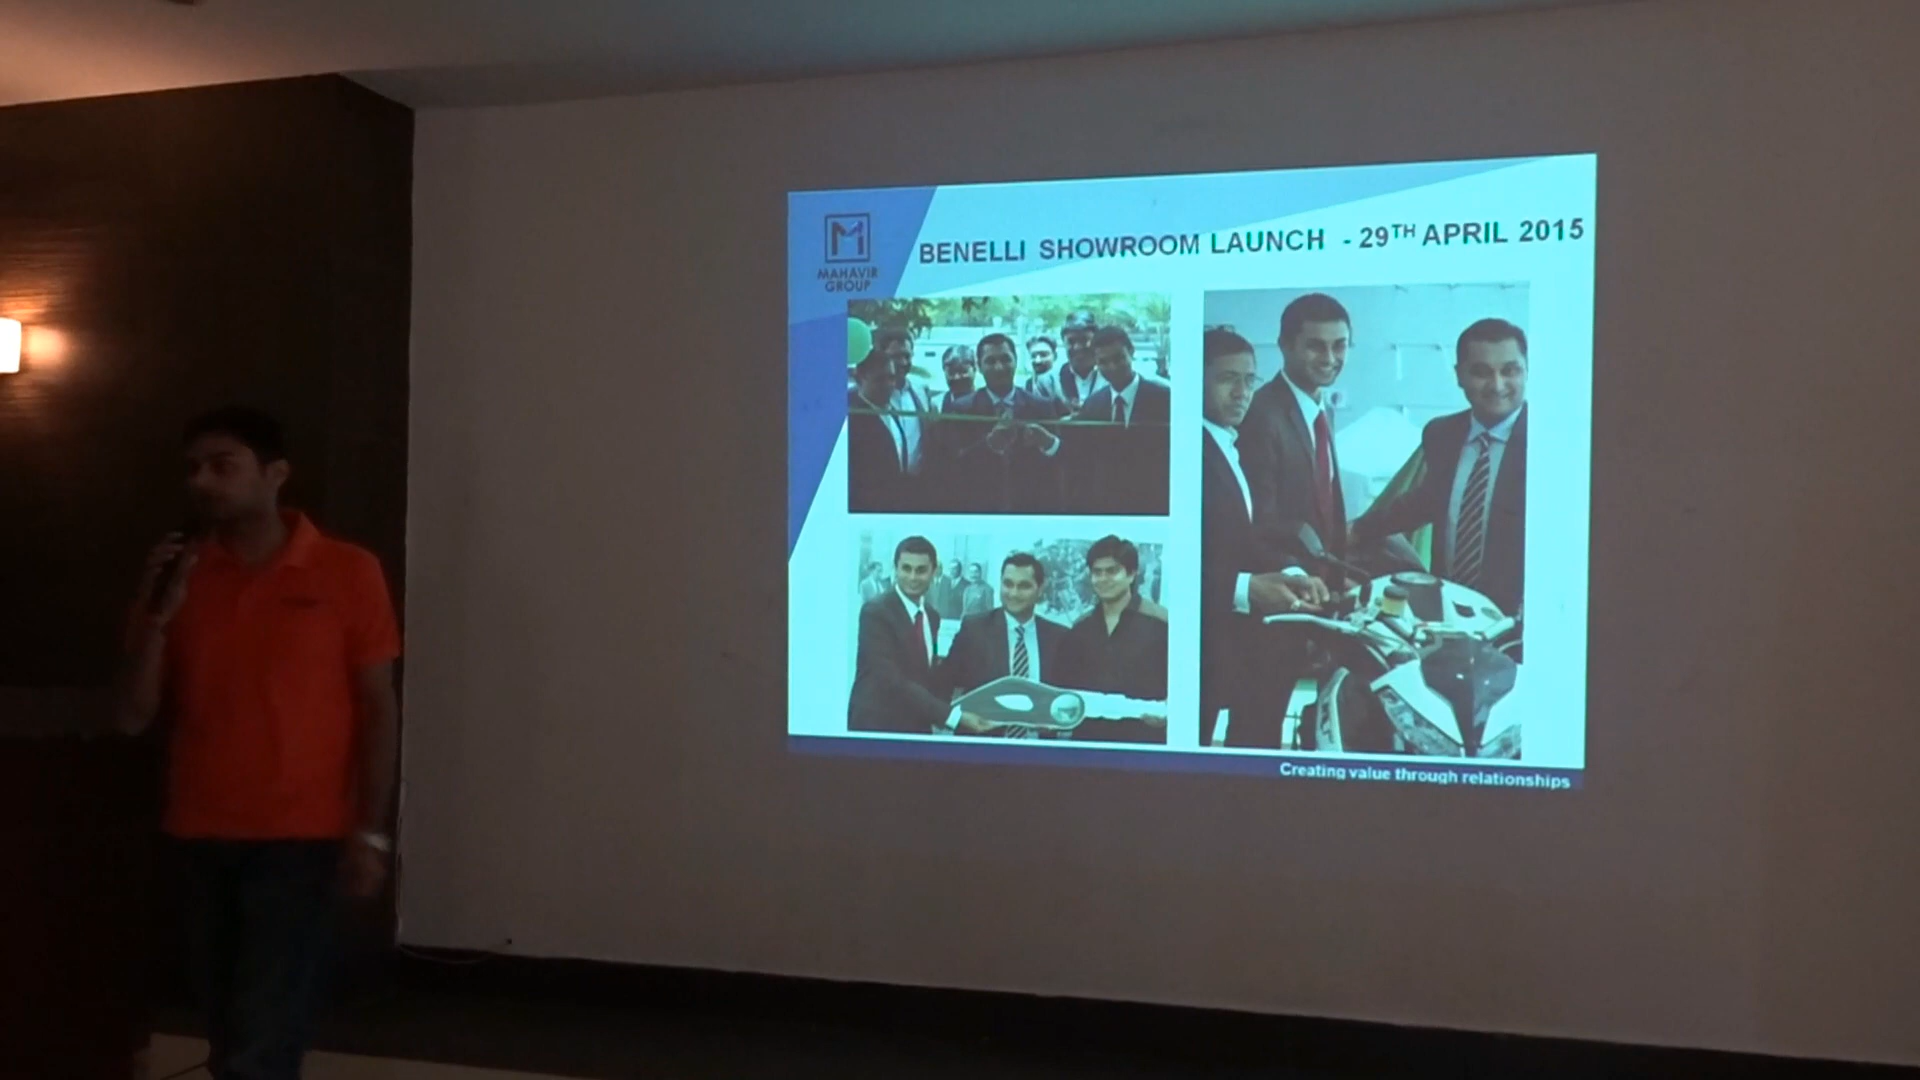 MAHAVIR
GROUP
BENELLI SHOWROOM LAUNCH - 29TH APRIL 2015
Creating value through relationships